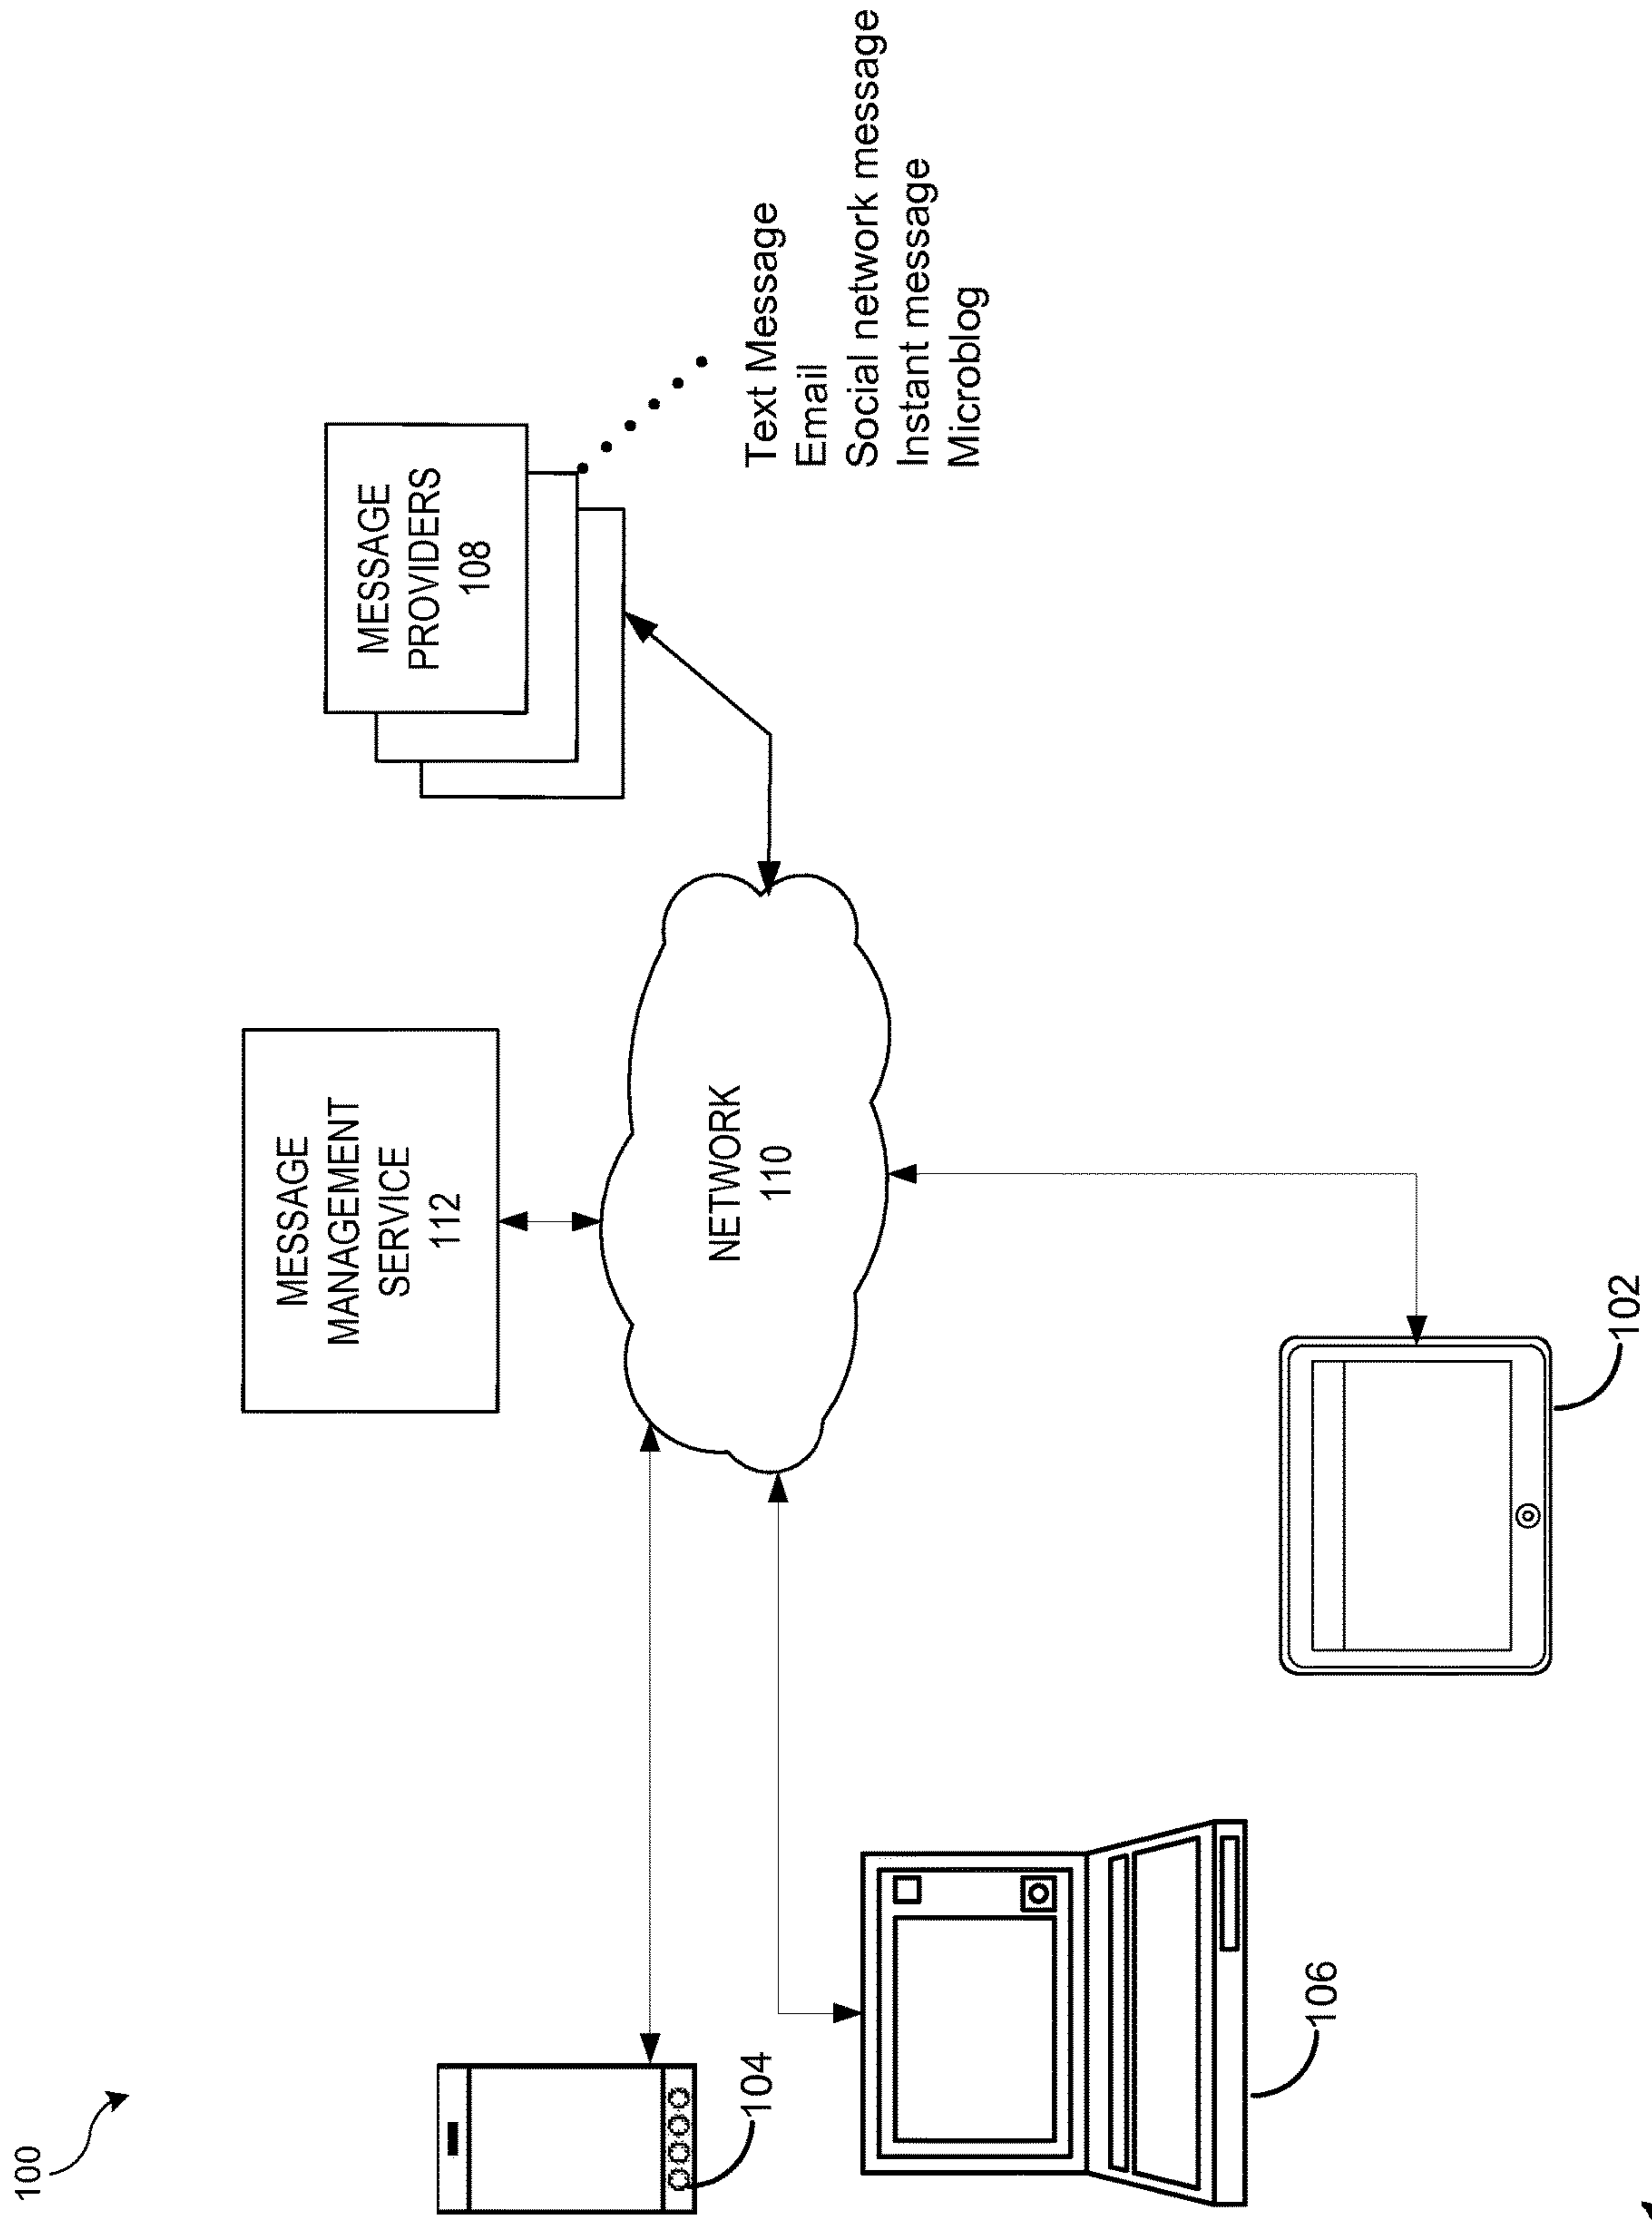 100
MESSAGE
MANAGEMENT
SERVICE
112
MESSAGE
PROVIDERS
108
Text Message
Email
Social network message
Instant message
Microblog
NETWORK
110
104
106
102